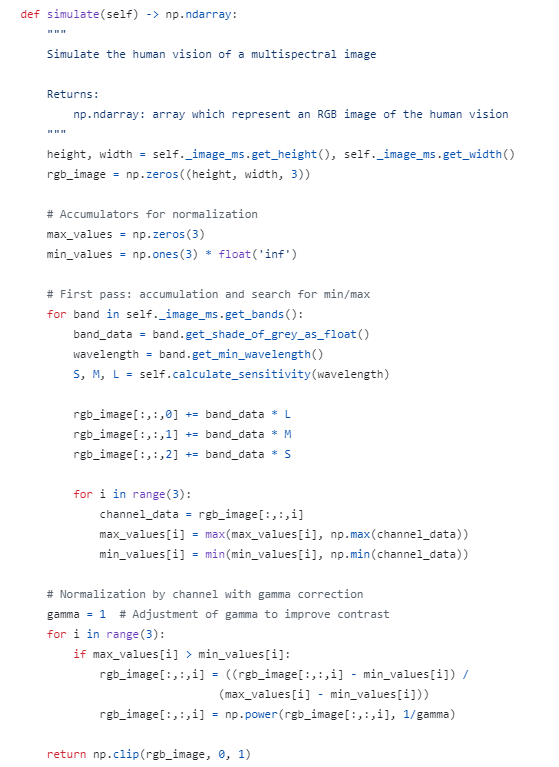 def simulate(self) -> np.ndarray:
    """
    Simulate the human vision of a multispectral image

    Returns:
        np.ndarray: array which represent an RGB image of the human vision
    """
    height, width = self._image_ms.get_height(), self._image_ms.get_width()
    rgb_image = np.zeros((height, width, 3))

    # Accumulators for normalization
    max_values = np.zeros(3)
    min_values = np.ones(3) * float('inf')

    # First pass: accumulation and search for min/max
    for band in self._image_ms.get_bands():
        band_data = band.get_shade_of_grey_as_float()
        wavelength = band.get_min_wavelength()
        S, M, L = self.calculate_sensitivity(wavelength)

        rgb_image[:,:,0] += band_data * L
        rgb_image[:,:,1] += band_data * M
        rgb_image[:,:,2] += band_data * S

        for i in range(3):
            channel_data = rgb_image[:,:,i]
            max_values[i] = max(max_values[i], np.max(channel_data))
            min_values[i] = min(min_values[i], np.min(channel_data))

    # Normalization by channel with gamma correction
    gamma = 1  # Adjustment of gamma to improve contrast
    for i in range(3):
        if max_values[i] > min_values[i]:
            rgb_image[:,:,i] = ((rgb_image[:,:,i] - min_values[i]) /
                              (max_values[i] - min_values[i]))
            rgb_image[:,:,i] = np.power(rgb_image[:,:,i], 1/gamma)

    return np.clip(rgb_image, 0, 1)